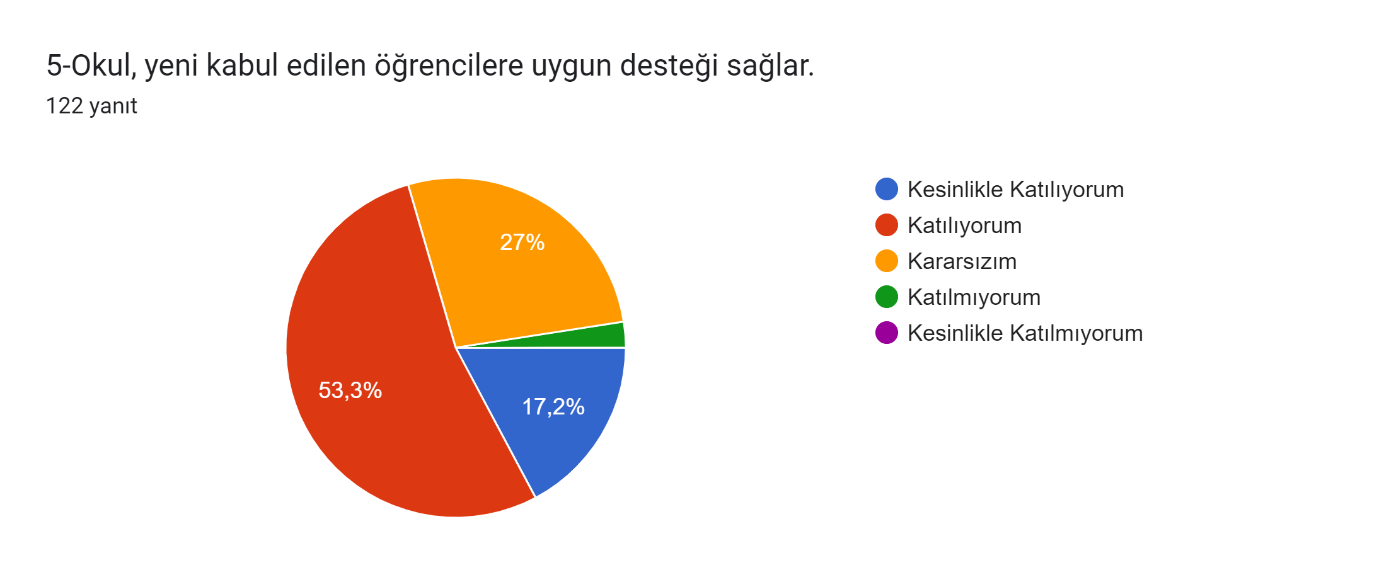 5-Okul, yeni kabul edilen öğrencilere uygun desteği sağlar.
122 yanıt
27%
53,3%
17,2%
Kesinlikle Katılıyorum
Katılıyorum
Kararsızım
Katılmıyorum
Kesinlikle Katılmıyorum